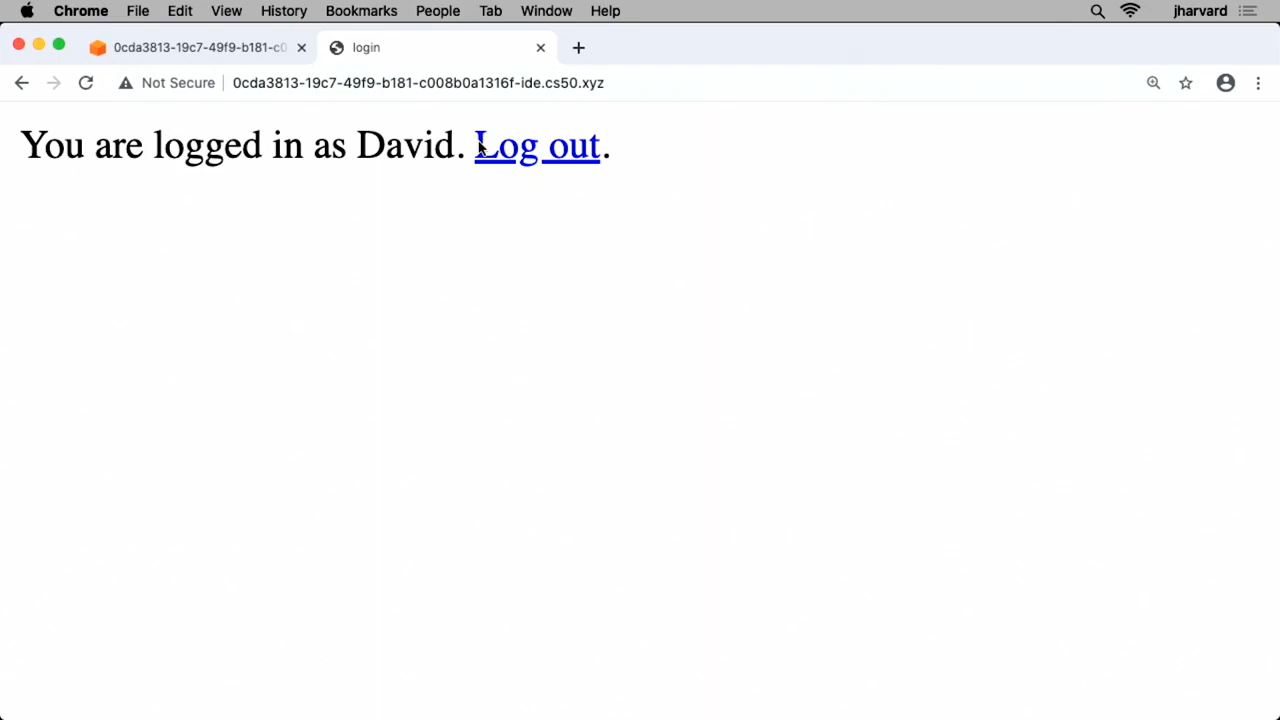 Chrome File Edit View History Bookmarks People Tab Window Help jharvard
0cda3813-19c7-49f9-b181-c0 login
Not Secure 0cda3813-19c7-49f9-b181-c008b0a1316f-ide.cs50.xyz
You are logged in as David. Log out.